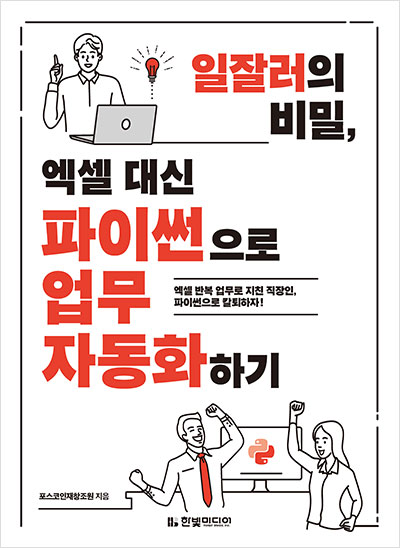 일잘러의
비밀,
엑셀 대신
파이썬으로
업무
엑셀 반복 업무로 지친 직장인,
파이썬으로 칼퇴하자!
자동화하기
포스코인재창조원 지음
한빛미디어